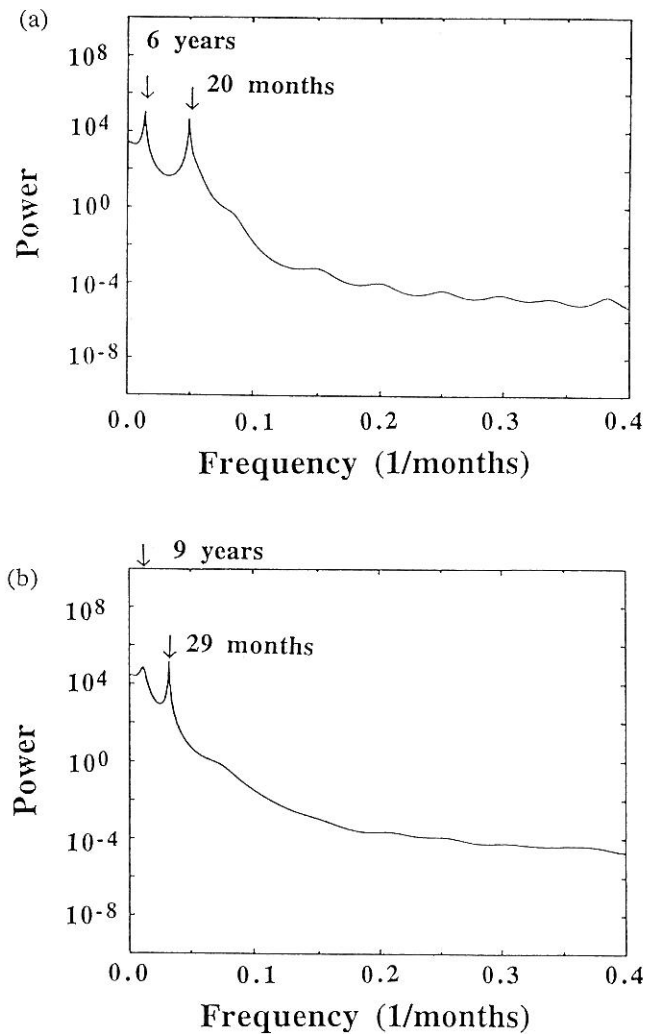 (a)
6 years
20 months
10^8
10^4
10^0
10^-4
10^-8
Power
0.0 0.1 0.2 0.3 0.4
Frequency (1/months)
(b)
9 years
29 months
10^8
10^4
10^0
10^-4
10^-8
Power
0.0 0.1 0.2 0.3 0.4
Frequency (1/months)